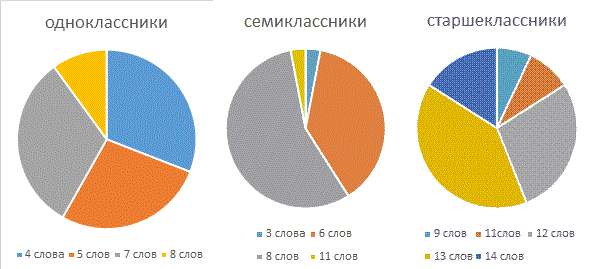 одноклассники
4 слова 5 слов 7 слов 8 слов
семиклассники
3 слова 6 слов
8 слов 11 слов
старшеклассники
9 слов 11слов 12 слов
13 слов 14 слов